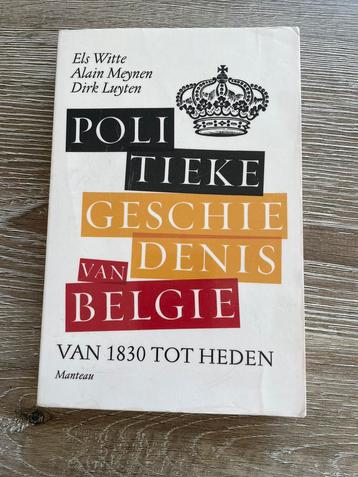 Els Witte
Alain Meynen
Dirk Luyten
POLI
TIEKE
GESCHIE
DENIS
VAN
BELGIE
VAN 1830 TOT HEDEN
Manteau